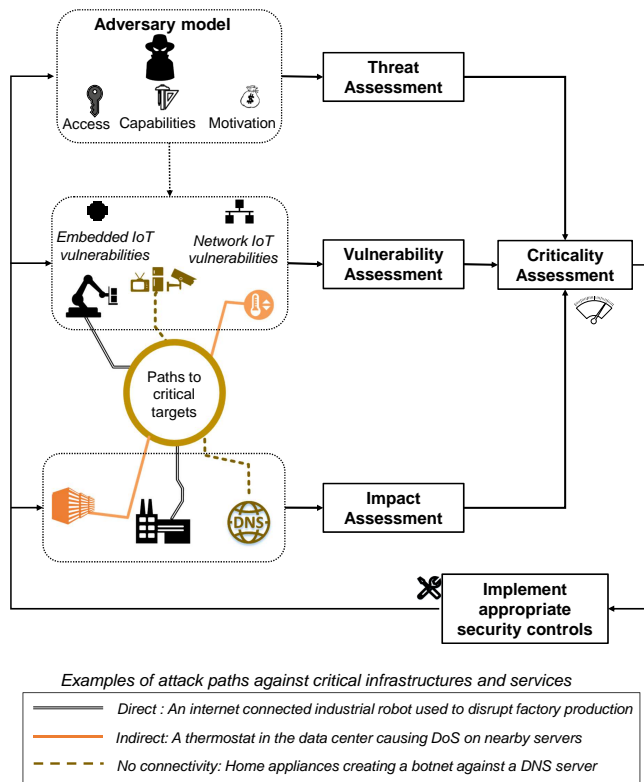 Adversary model
Access
Capabilities
Motivation
$
Threat
Assessment
Embedded IoT
vulnerabilities
Network IoT
vulnerabilities
Vulnerability
Assessment
Criticality
Assessment
Paths to
critical
targets
DNS
Impact
Assessment
Implement
appropriate
security controls
Examples of attack paths against critical infrastructures and services
Direct : An internet connected industrial robot used to disrupt factory production
Indirect: A thermostat in the data center causing DoS on nearby servers
No connectivity: Home appliances creating a botnet against a DNS server